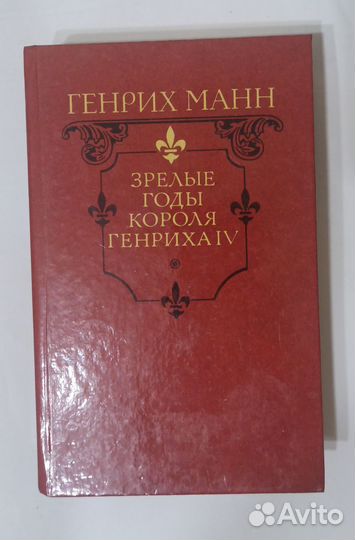 ГЕНРИХ МАНН
ЗРЕЛЫЕ
ГОДЫ
КОРОЛЯ
ГЕНРИХА IV
Avito